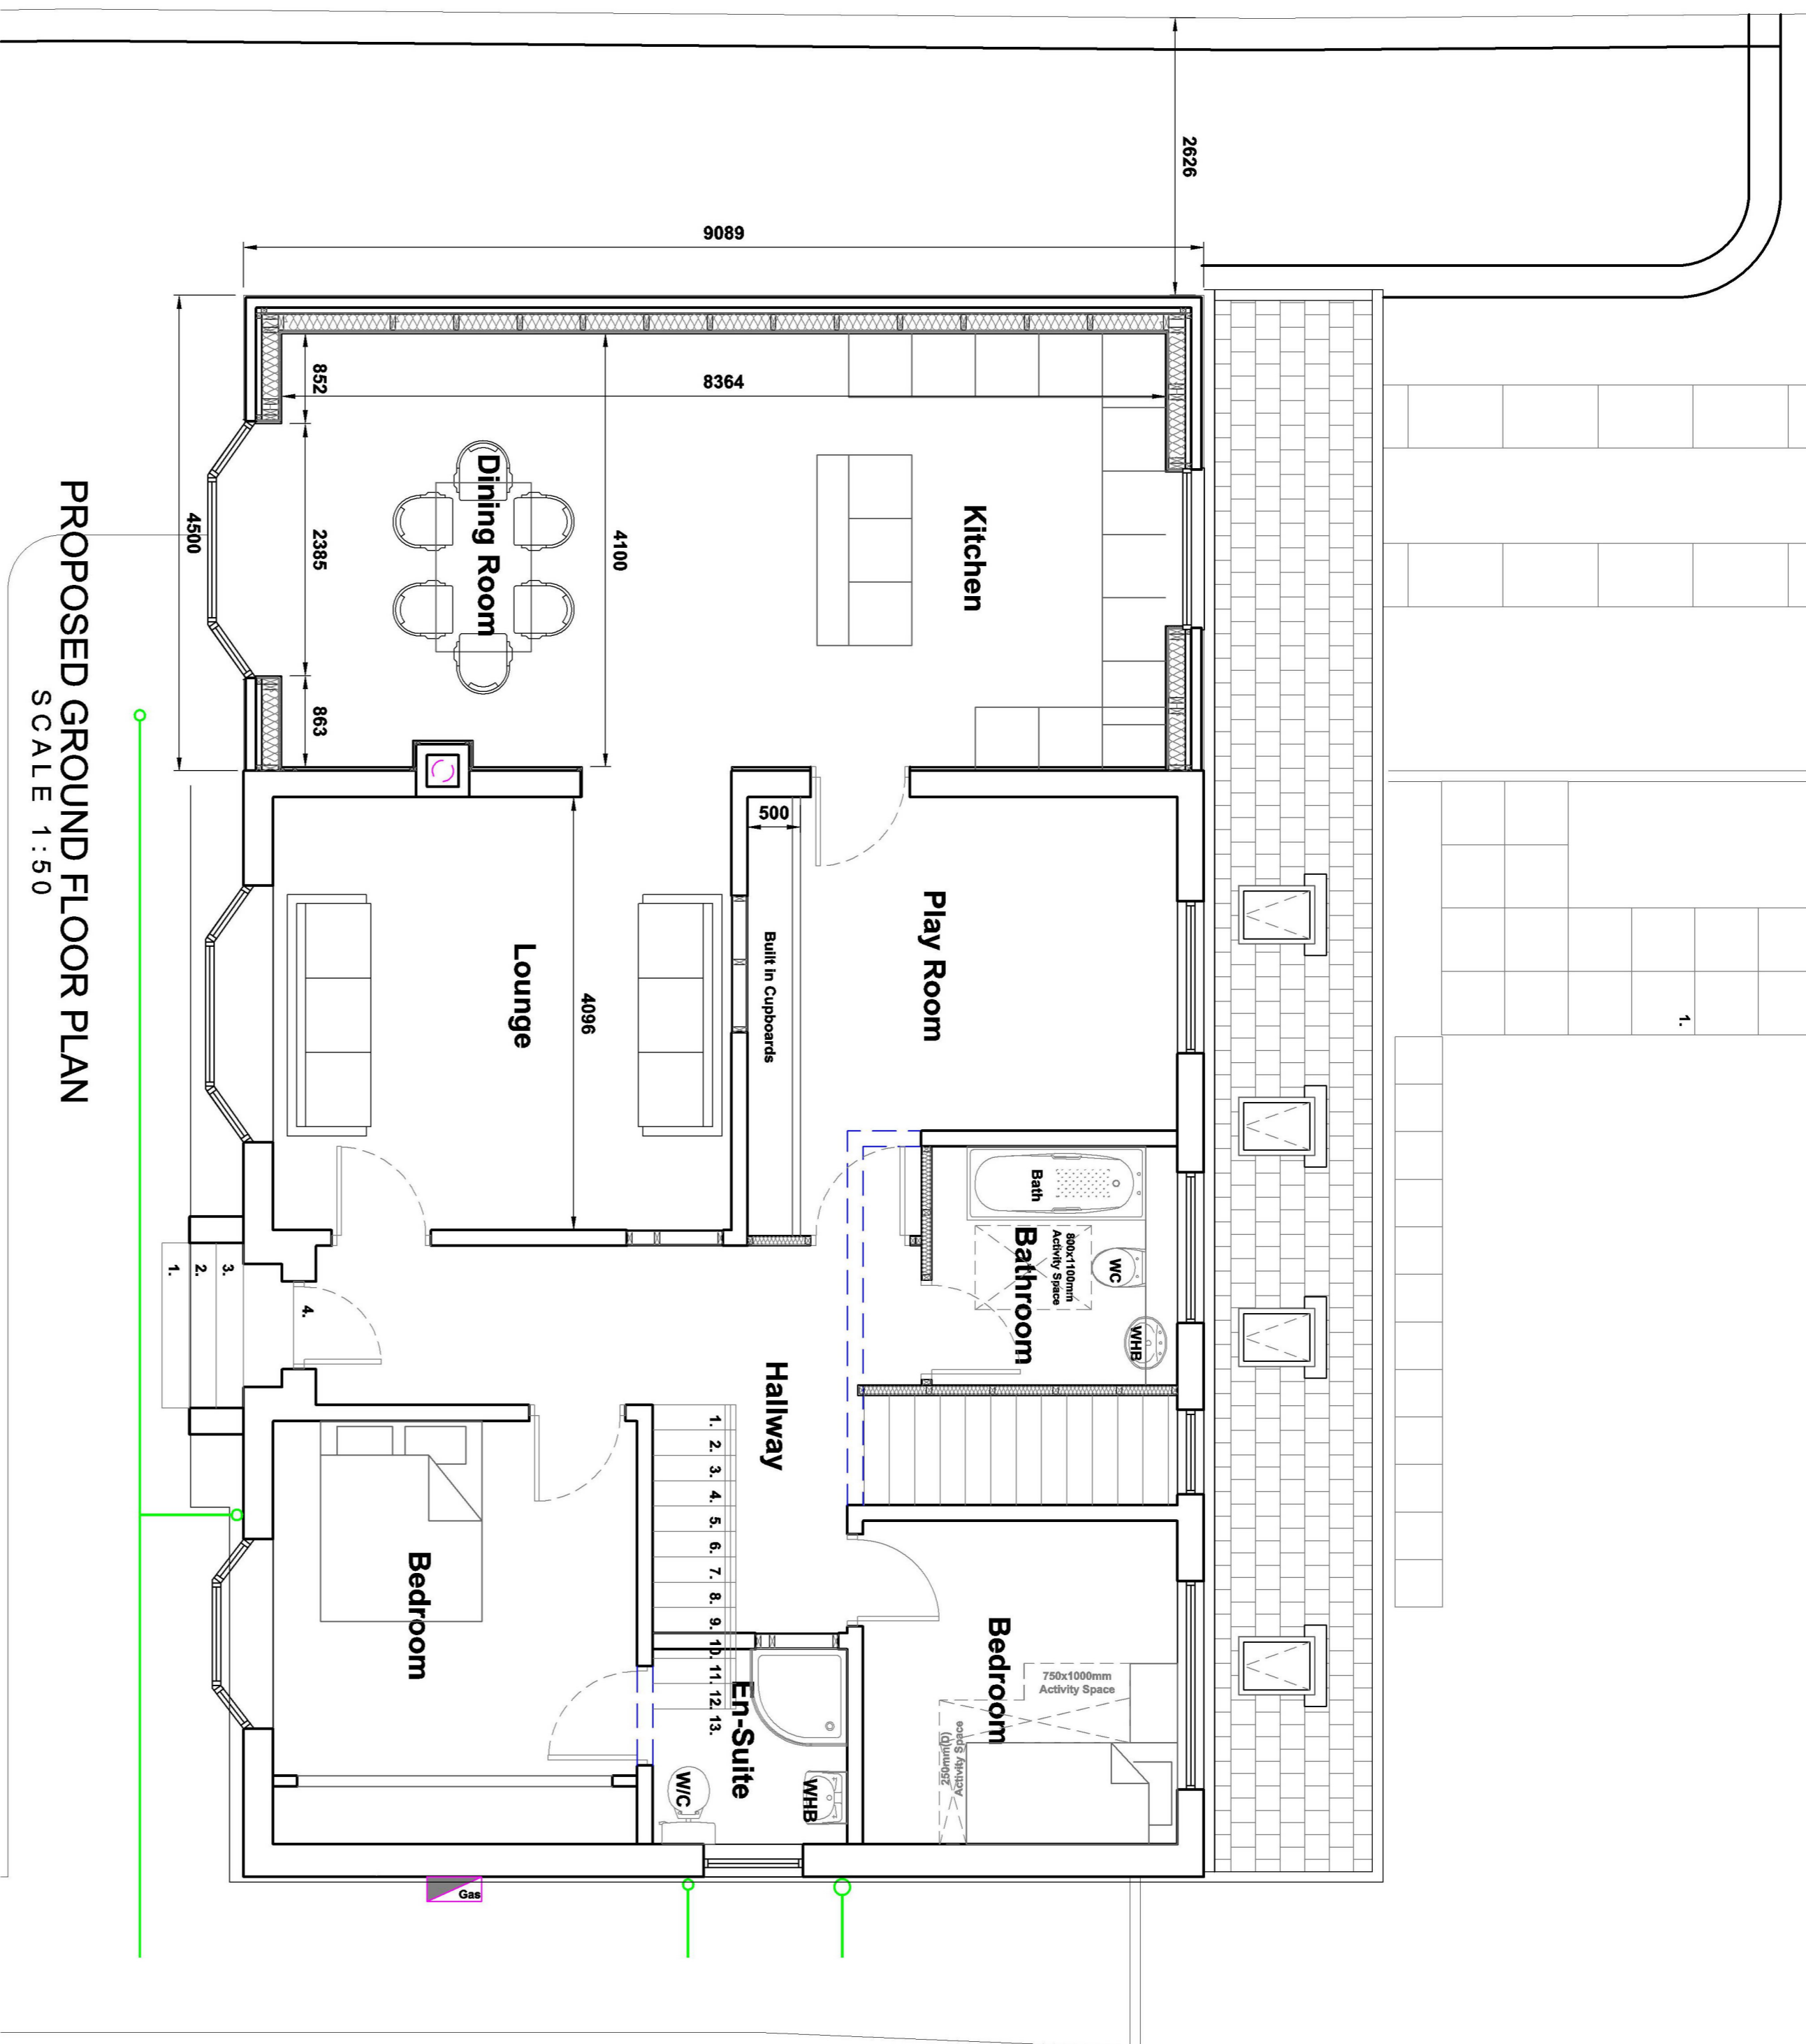 2626
9089
8364
852
2385
863
4500
4100
Kitchen
Dining Room
500
Built in Cupboards
Play Room
Lounge
4096
Bath
800x1100mm
Activity Space
Bathroom
WC
WHB
Hallway
1.
2.
3.
4.
1. 2. 3. 4. 5. 6. 7. 8. 9. 10. 11. 12. 13.
Bedroom
En-Suite
WHB
W/C
Bedroom
750x1000mm
Activity Space
250mm(D)
Activity Space
Gas
1.
PROPOSED GROUND FLOOR PLAN
SCALE 1:50